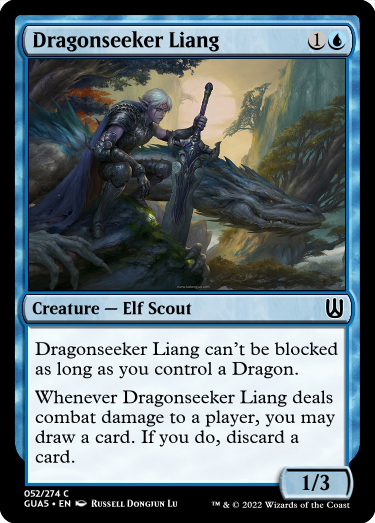 Dragonseeker Liang 1
Creature — Elf Scout
Dragonseeker Liang can't be blocked
as long as you control a Dragon.
Whenever Dragonseeker Liang deals
combat damage to a player, you may
draw a card. If you do, discard a
card.
1/3
052/274 C
GUA5 • EN Russell Dongjun Lu ™ & © 2022 Wizards of the Coast